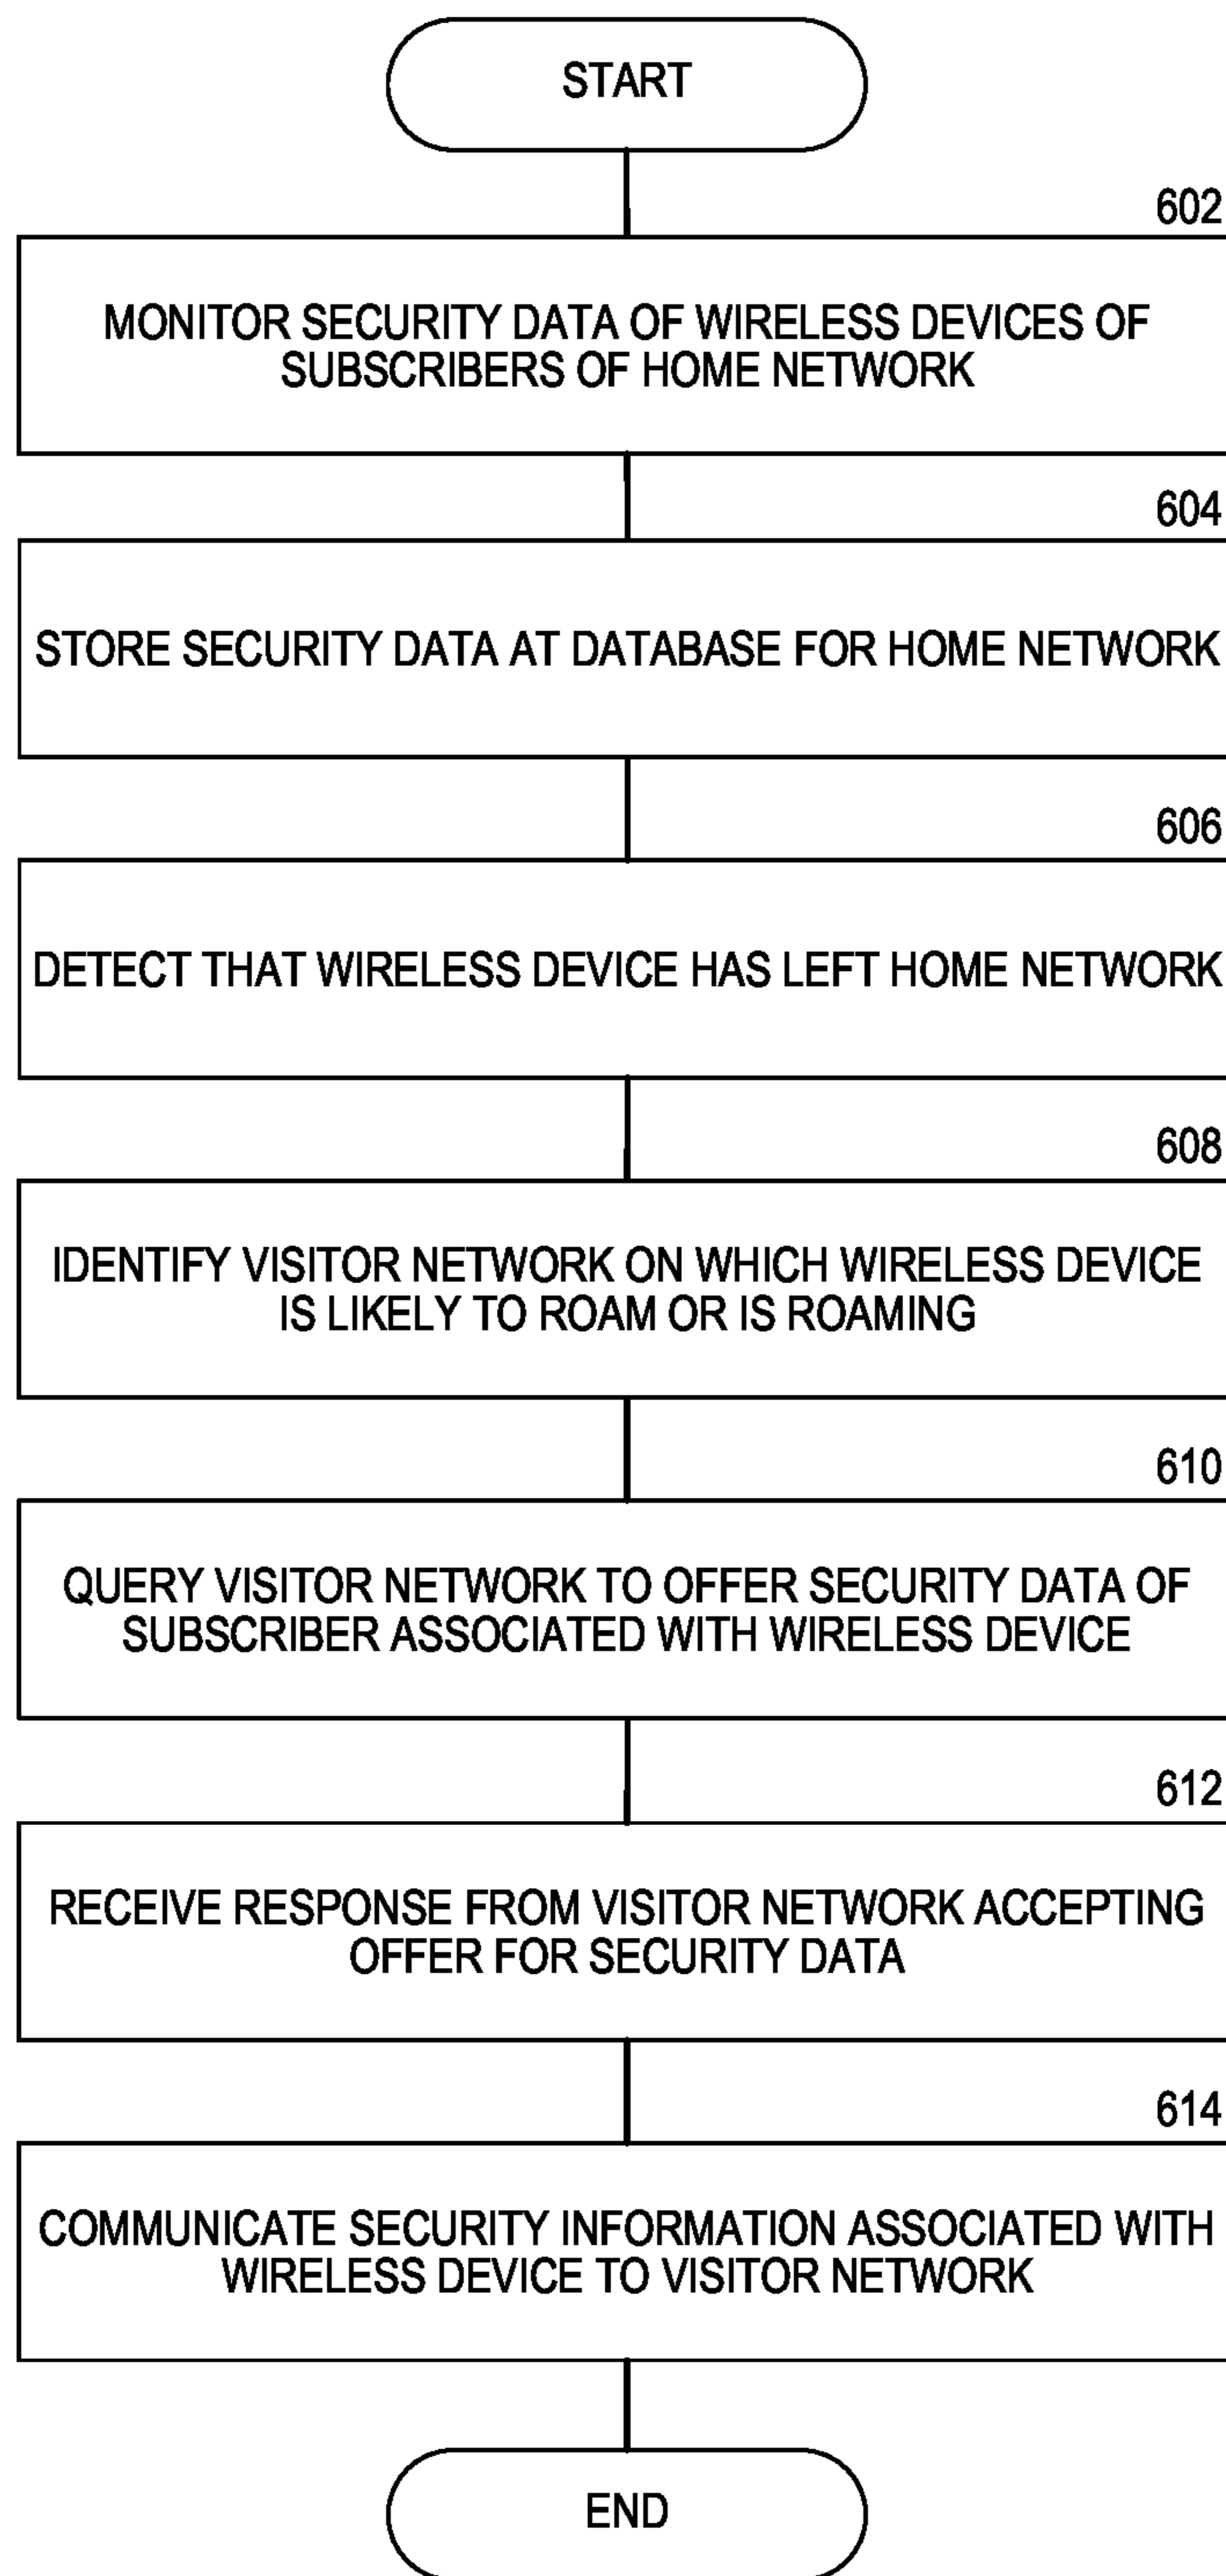 START
602
MONITOR SECURITY DATA OF WIRELESS DEVICES OF
SUBSCRIBERS OF HOME NETWORK
604
STORE SECURITY DATA AT DATABASE FOR HOME NETWORK
606
DETECT THAT WIRELESS DEVICE HAS LEFT HOME NETWORK
608
IDENTIFY VISITOR NETWORK ON WHICH WIRELESS DEVICE
IS LIKELY TO ROAM OR IS ROAMING
610
QUERY VISITOR NETWORK TO OFFER SECURITY DATA OF
SUBSCRIBER ASSOCIATED WITH WIRELESS DEVICE
612
RECEIVE RESPONSE FROM VISITOR NETWORK ACCEPTING
OFFER FOR SECURITY DATA
614
COMMUNICATE SECURITY INFORMATION ASSOCIATED WITH
WIRELESS DEVICE TO VISITOR NETWORK
END